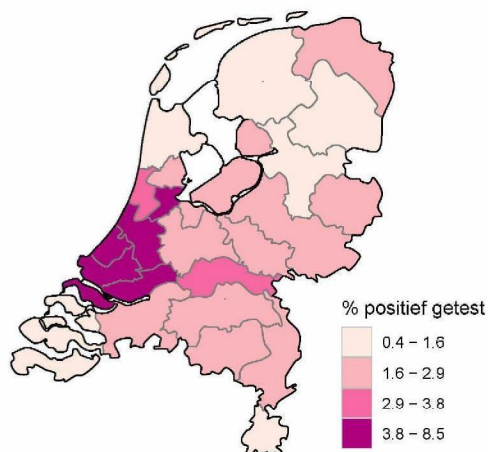 % positief getest
0.4 – 1.6
1.6 – 2.9
2.9 – 3.8
3.8 – 8.5